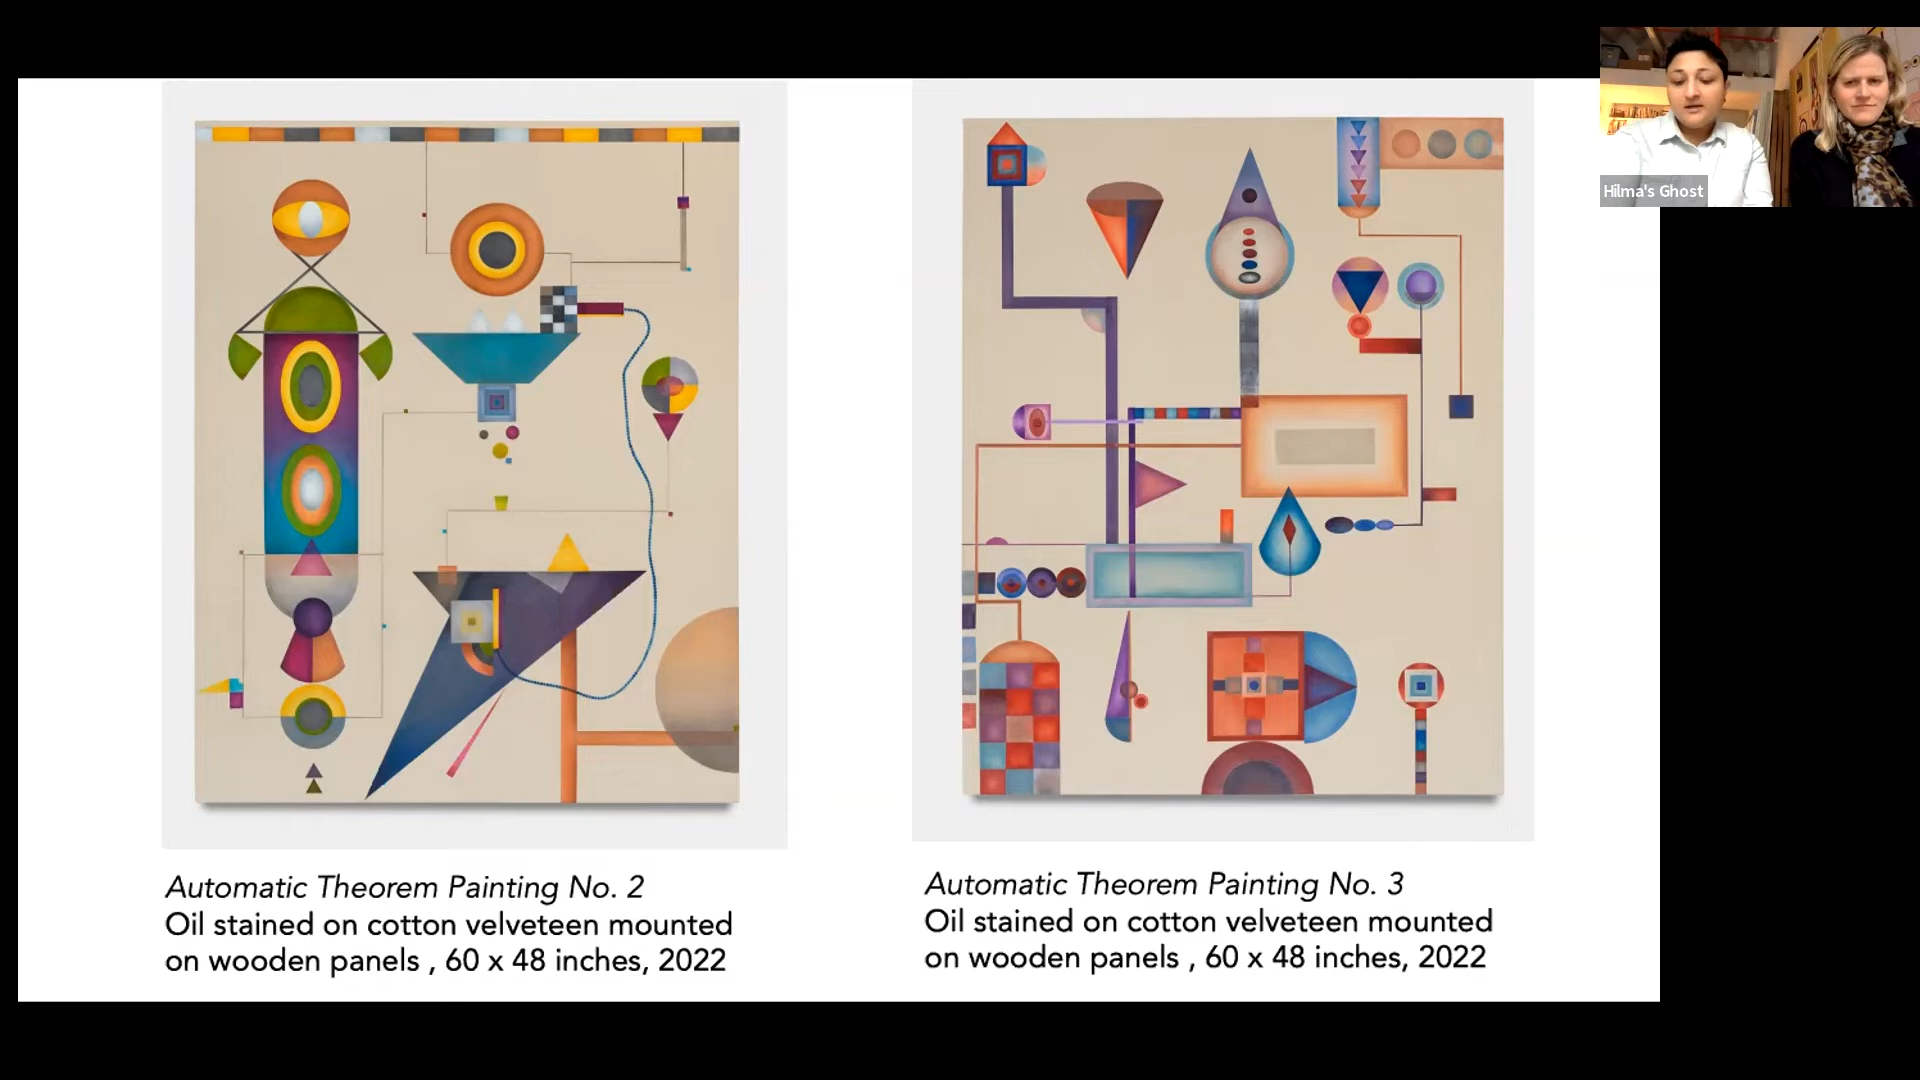 Hilma's Ghost
Automatic Theorem Painting No. 2
Oil stained on cotton velveteen mounted
on wooden panels , 60 x 48 inches, 2022
Automatic Theorem Painting No. 3
Oil stained on cotton velveteen mounted
on wooden panels , 60 x 48 inches, 2022